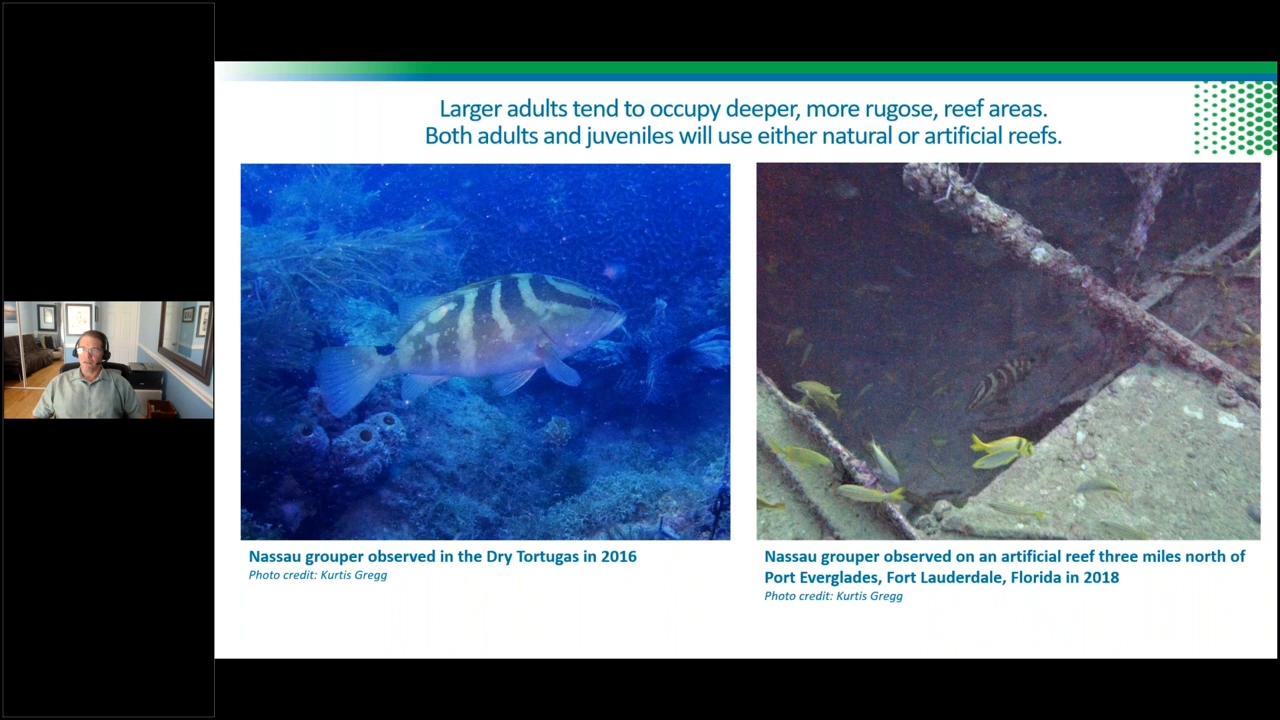 Larger adults tend to occupy deeper, more rugose, reef areas.
Both adults and juveniles will use either natural or artificial reefs.
Nassau grouper observed in the Dry Tortugas in 2016
Photo credit: Kurtis Gregg
Nassau grouper observed on an artificial reef three miles north of
Port Everglades, Fort Lauderdale, Florida in 2018
Photo credit: Kurtis Gregg